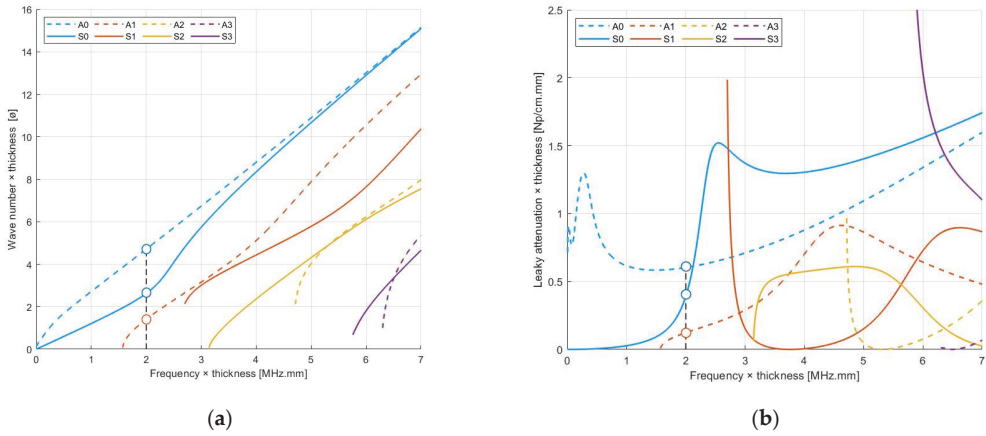 16
14
12
10
8
6
4
2
0
Wave number × thickness [ø]
A0 A1 A2 A3
S0 S1 S2 S3
0 1 2 3 4 5 6 7
Frequency × thickness [MHz.mm]
(a)
2.5
2
1.5
1
0.5
0
Leaky attenuation × thickness [Np/cm.mm]
A0 A1 A2 A3
S0 S1 S2 S3
0 1 2 3 4 5 6 7
Frequency × thickness [MHz.mm]
(b)